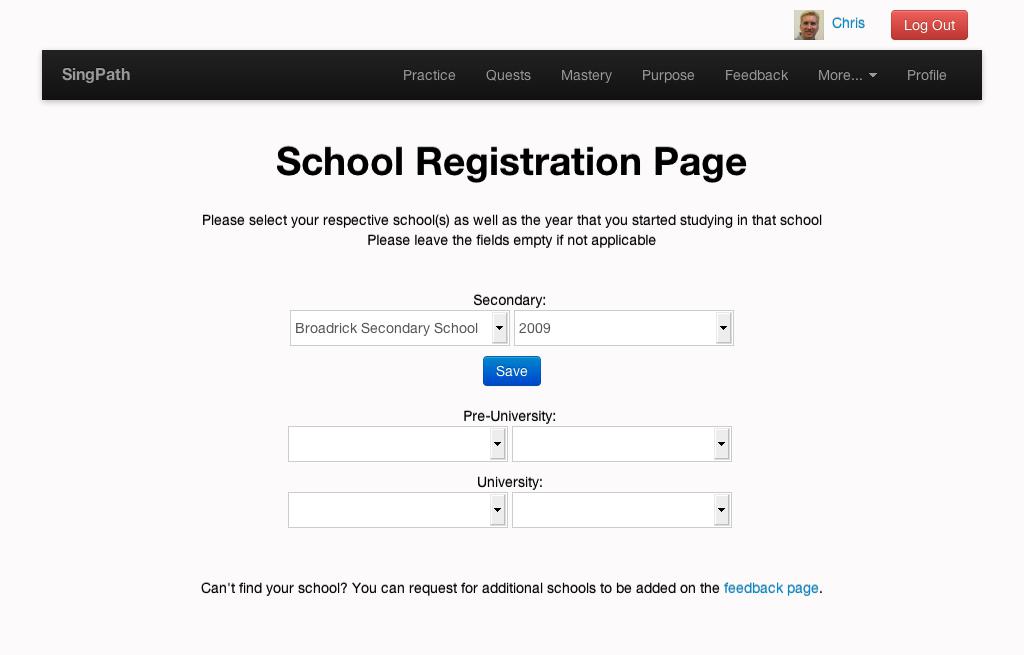 Chris
Log Out
SingPath
Practice Quests Mastery Purpose Feedback More... Profile
School Registration Page
Please select your respective school(s) as well as the year that you started studying in that school
Please leave the fields empty if not applicable
Secondary:
Broadrick Secondary School 2009
Save
Pre-University:
University:
Can't find your school? You can request for additional schools to be added on the feedback page.